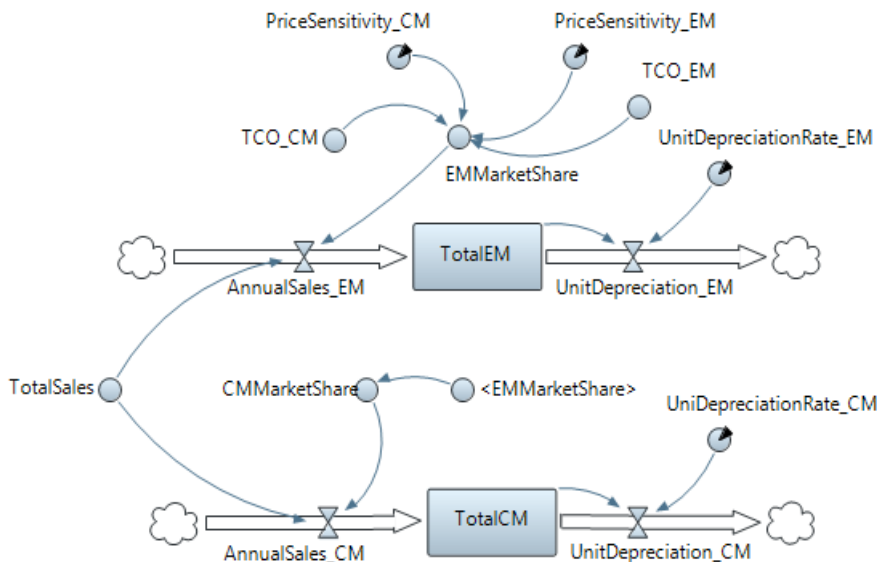 PriceSensitivity_CM
PriceSensitivity_EM
TCO_EM
TCO_CM
UnitDepreciationRate_EM
EMMarketShare
TotalEM
AnnualSales_EM
UnitDepreciation_EM
TotalSales
CMMarketShare
<EMMarketShare>
UniDepreciationRate_CM
TotalCM
AnnualSales_CM
UnitDepreciation_CM